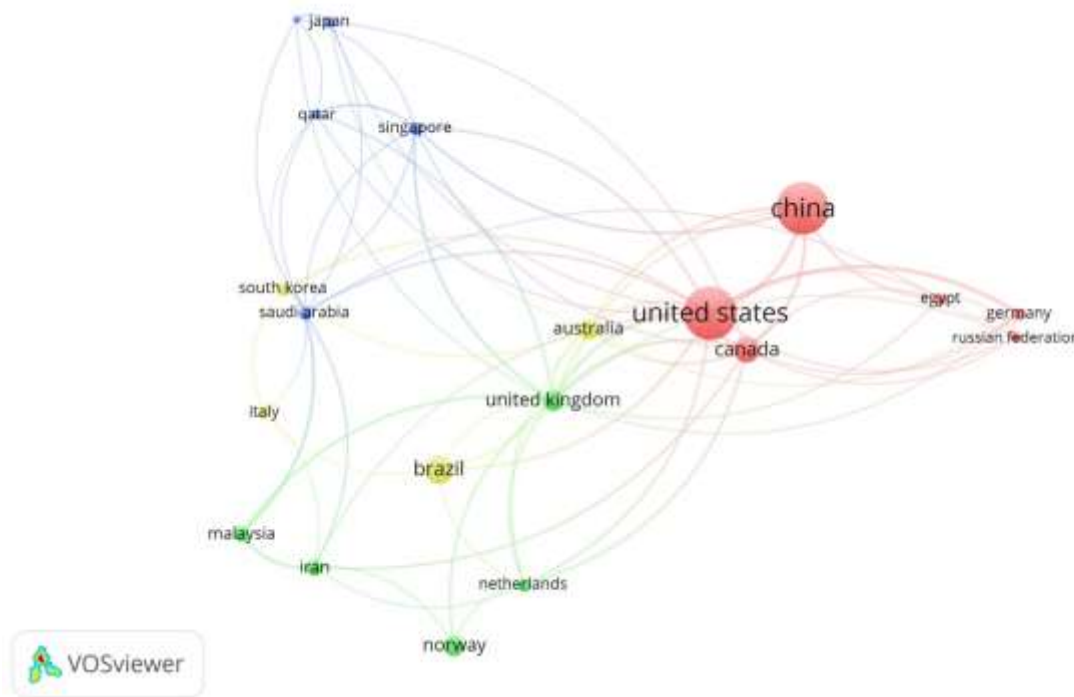 japan
qatar
singapore
china
south korea
saudi arabia
united states
egypt
germany
australia
russian federation
canada
united kingdom
italy
brazil
malaysia
iran
netherlands
norway
VOSviewer